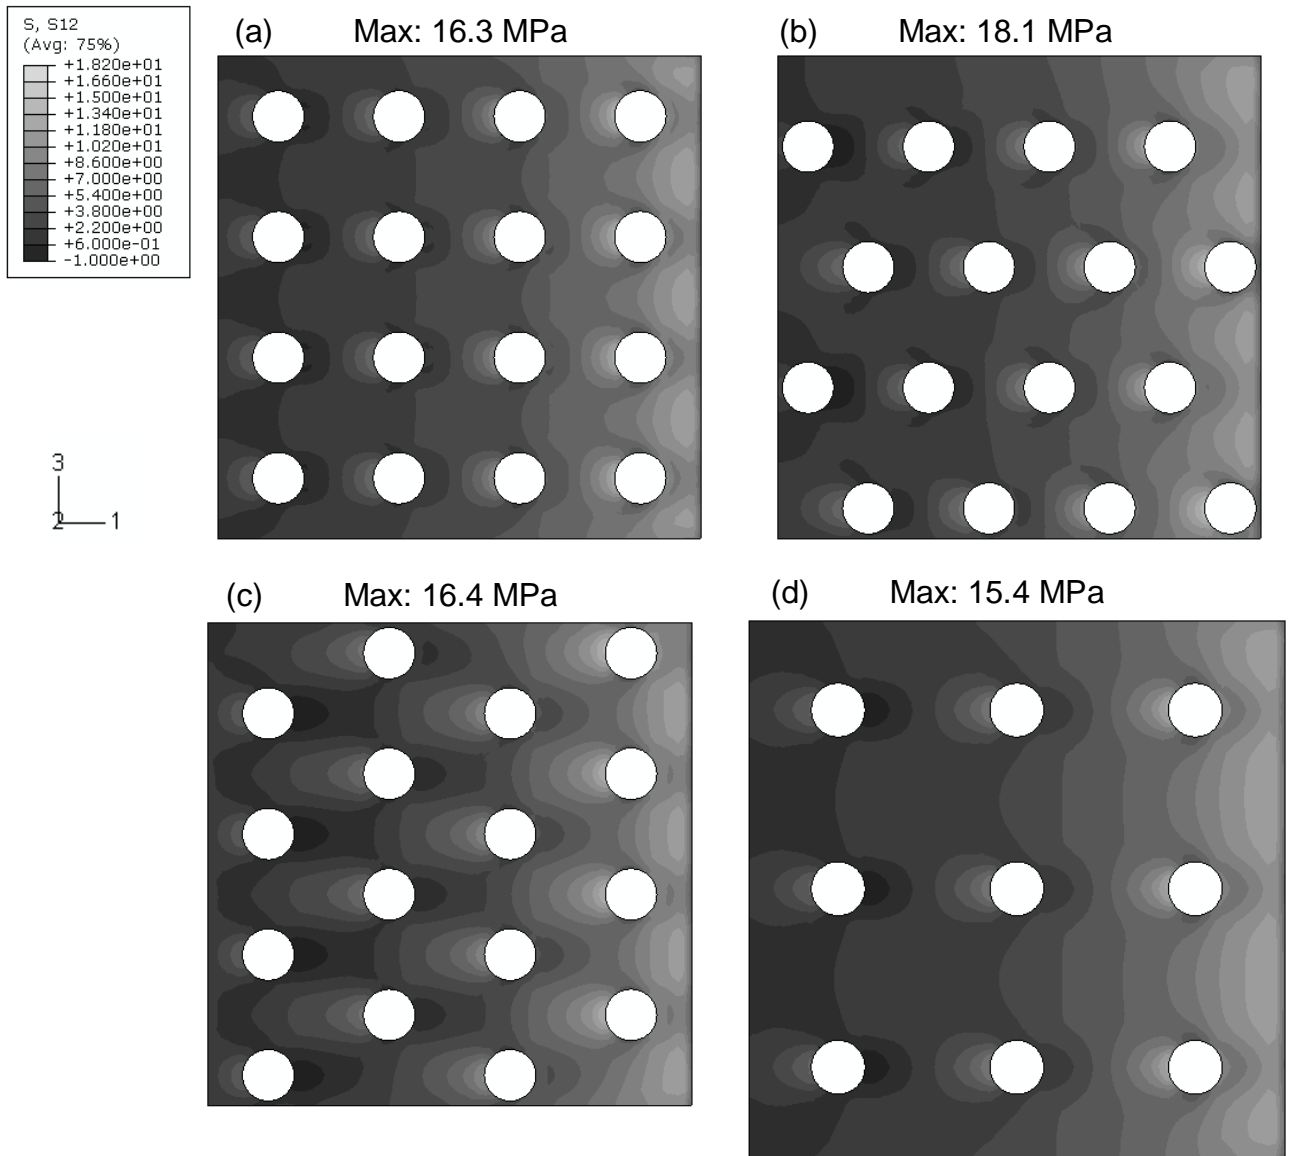 S, S12
(Avg: 75%)
+1.820e+01
+1.660e+01
+1.500e+01
+1.340e+01
+1.180e+01
+1.020e+01
+8.600e+00
+7.000e+00
+5.400e+00
+3.800e+00
+2.200e+00
+6.000e-01
-1.000e+00
(a) Max: 16.3 MPa
(b) Max: 18.1 MPa
3
2 1
(c) Max: 16.4 MPa
(d) Max: 15.4 MPa